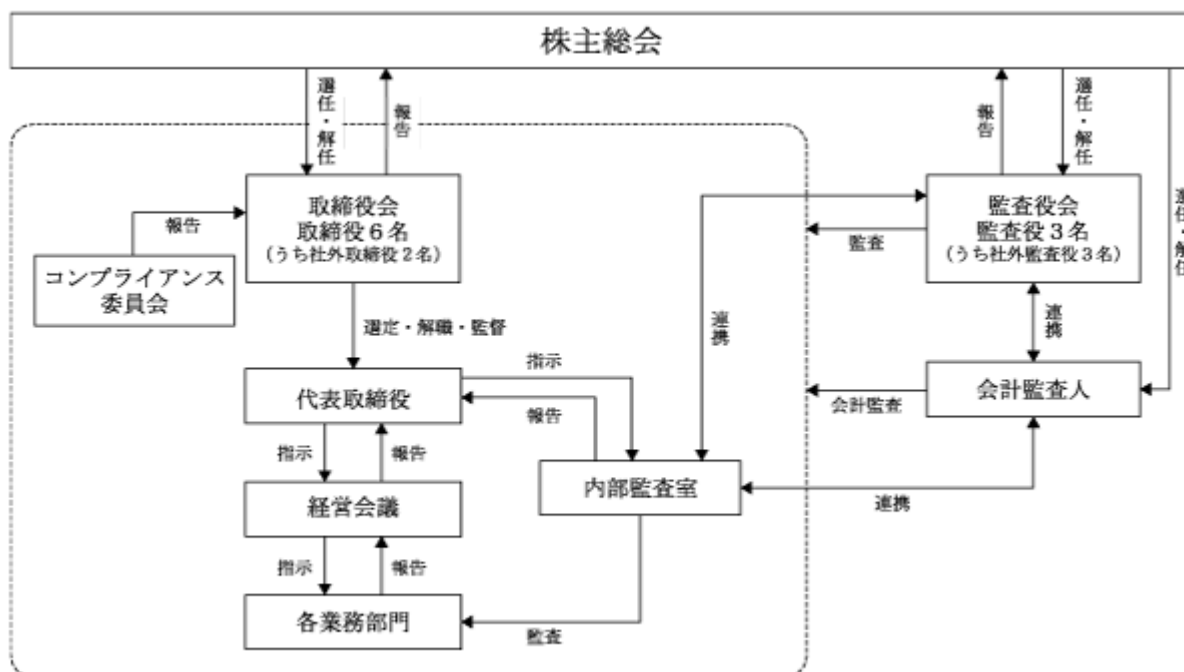 株主総会
選任・解任
報告
報告
選任・解任
選任・解任
取締役会
取締役6名
(うち社外取締役2名)
監査役会
監査役3名
(うち社外監査役3名)
報告
監査
コンプライアンス
委員会
連携
連携
選定・解職・監督
指示
代表取締役
会計監査人
報告
会計監査
指示
報告
内部監査室
経営会議
連携
指示
報告
各業務部門
監査